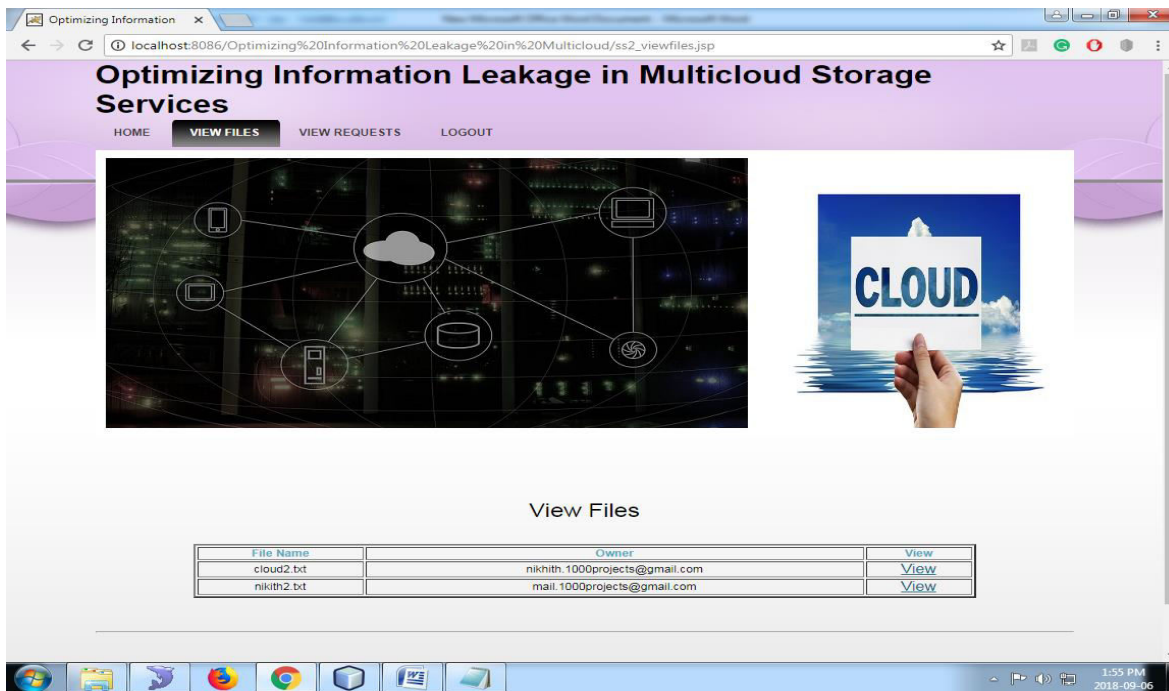 Optimizing Information
localhost:8086/Optimizing%20Information%20Leakage%20in%20Multicloud/ss2_viewfiles.jsp
Optimizing Information Leakage in Multicloud Storage
Services
HOME VIEW FILES VIEW REQUESTS LOGOUT
CLOUD
View Files
File Name Owner View
cloud2.txt nikhith.1000projects@gmail.com View
nikith2.txt mail.1000projects@gmail.com View
1:55 PM
2018-09-06